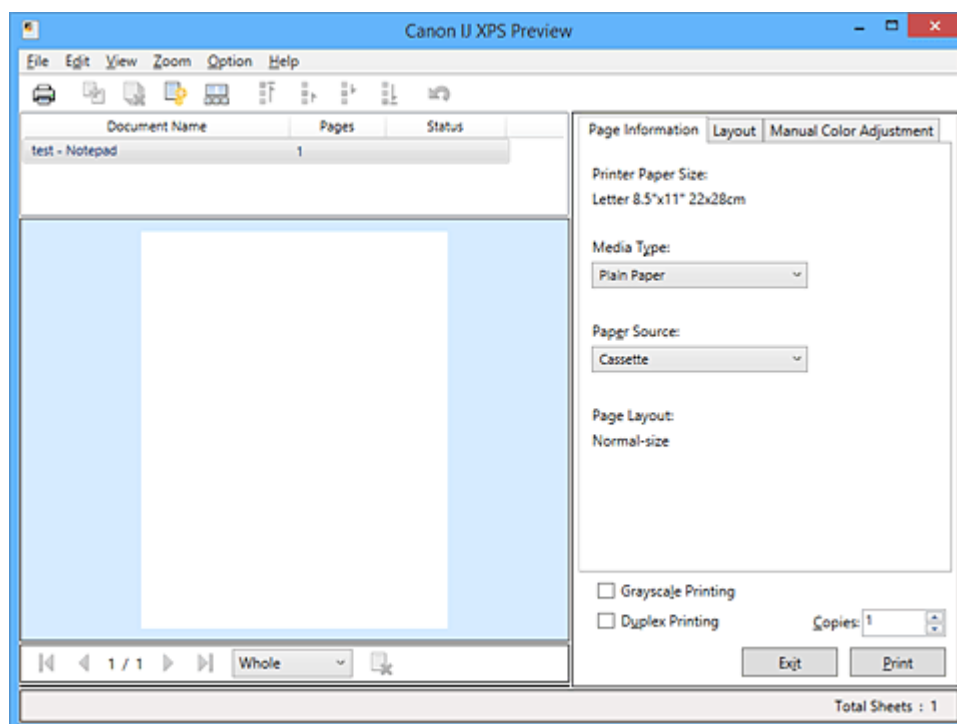 Canon IJ XPS Preview
File Edit View Zoom Option Help
Document Name Pages Status
test - Notepad 1
Page Information Layout Manual Color Adjustment
Printer Paper Size:
Letter 8.5"x11" 22x28cm
Media Type:
Plain Paper
Paper Source:
Cassette
Page Layout:
Normal-size
Grayscale Printing
Duplex Printing Copies: 1
1 / 1 Whole
Exit Print
Total Sheets : 1